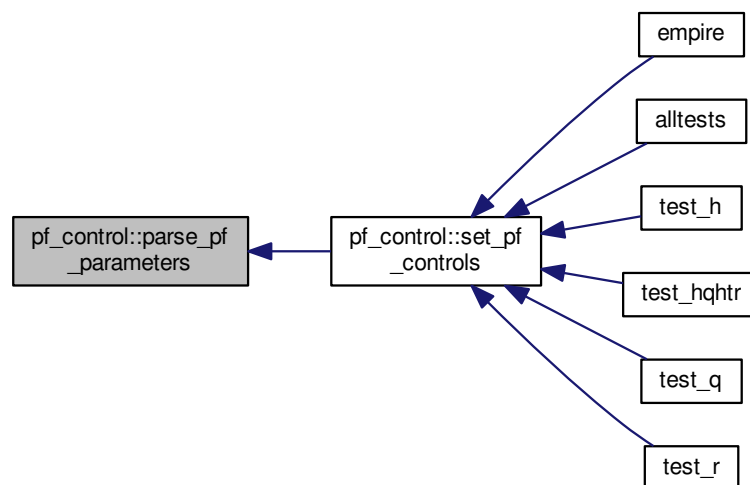 empire
alltests
test_h
pf_control::parse_pf
_parameters
pf_control::set_pf
_controls
test_hqhtr
test_q
test_r